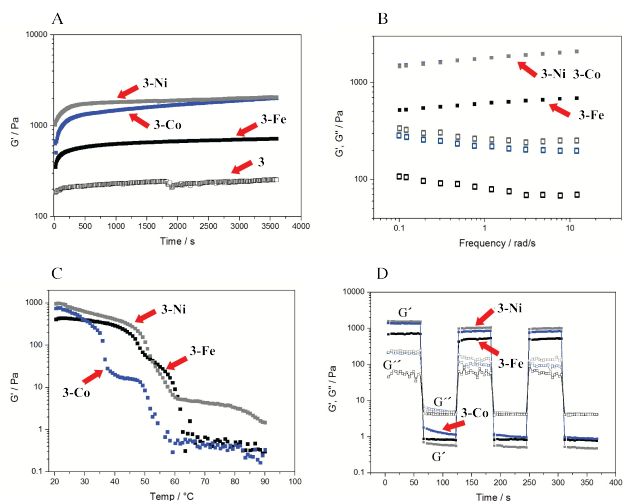 A
10000
1000
100
G' / Pa
3-Ni
3-Co
3-Fe
3
0 500 1000 1500 2000 2500 3000 3500 4000
Time / s
B
1000
100
G', G'' / Pa
3-Ni 3-Co
3-Fe
0.1 1 10
Frequency / rad/s
C
1000
100
10
1
0.1
G' / Pa
3-Ni
3-Fe
3-Co
20 30 40 50 60 70 80 90 100
Temp / °C
D
10000
1000
100
10
1
0.1
G', G'' / Pa
G´
3-Ni
3-Fe
G´´
G´´
3-Co
G´
0 50 100 150 200 250 300 350 400
Time / s